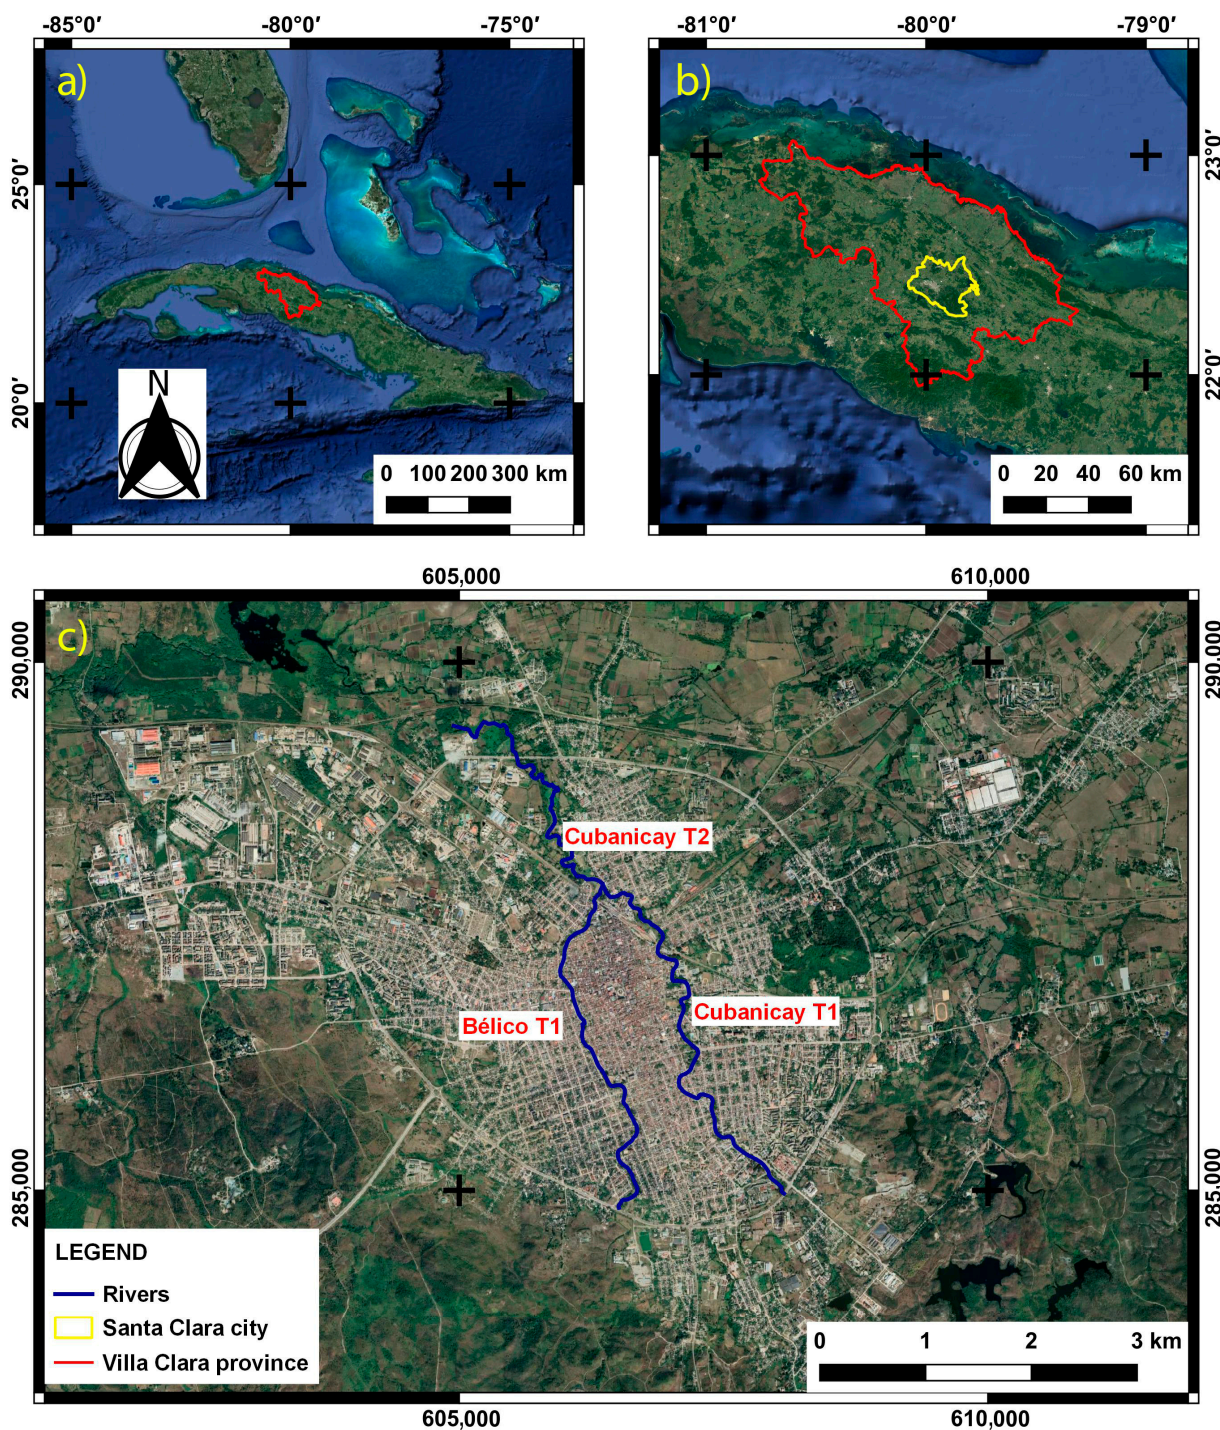 -85°0′ -80°0′ -75°0′
a)
25°0′
20°0′
N
0 100 200 300 km
-81°0′ -80°0′ -79°0′
b)
23°0′
22°0′
0 20 40 60 km
605,000 610,000
c)
290,000 290,000
Cubanicay T2
Cubanicay T1
Bélico T1
285,000 285,000
LEGEND
Rivers
Santa Clara city
Villa Clara province
0 1 2 3 km
605,000 610,000